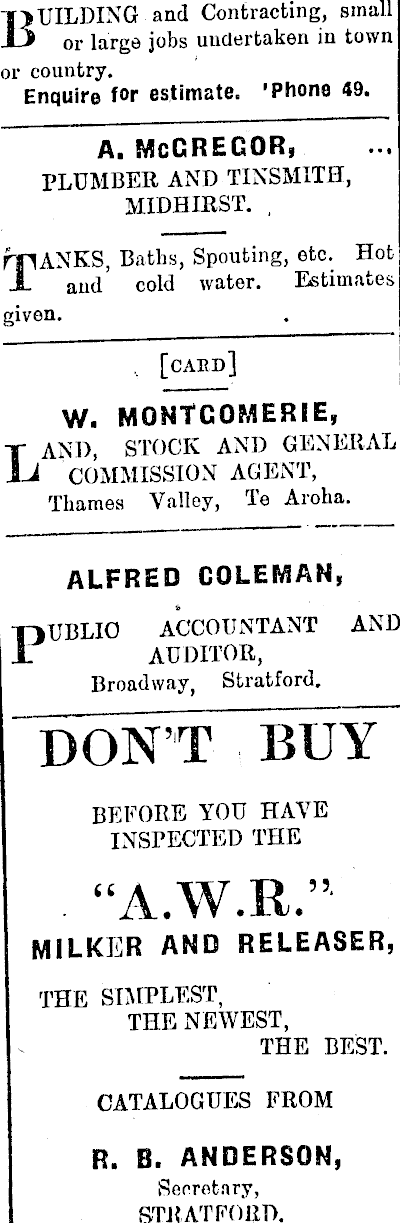 BUILDING and Contracting, small
or large jobs undertaken in town
or country.
Enquire for estimate. 'Phone 49.
A. McGREGOR, ...
PLUMBER AND TINSMITH,
MIDHIRST.
TANKS, Baths, Spouting, etc. Hot
and cold water. Estimates
given.
[CARD]
W. MONTGOMERIE,
LAND, STOCK AND GENERAL
COMMISSION AGENT,
Thames Valley, Te Aroha.
ALFRED COLEMAN,
PUBLIC ACCOUNTANT AND
AUDITOR,
Broadway, Stratford.
DON'T BUY
BEFORE YOU HAVE
INSPECTED THE
"A.W.R."
MILKER AND RELEASER,
THE SIMPLEST,
THE NEWEST,
THE BEST.
CATALOGUES FROM
R. B. ANDERSON,
Secretary,
STRATFORD.